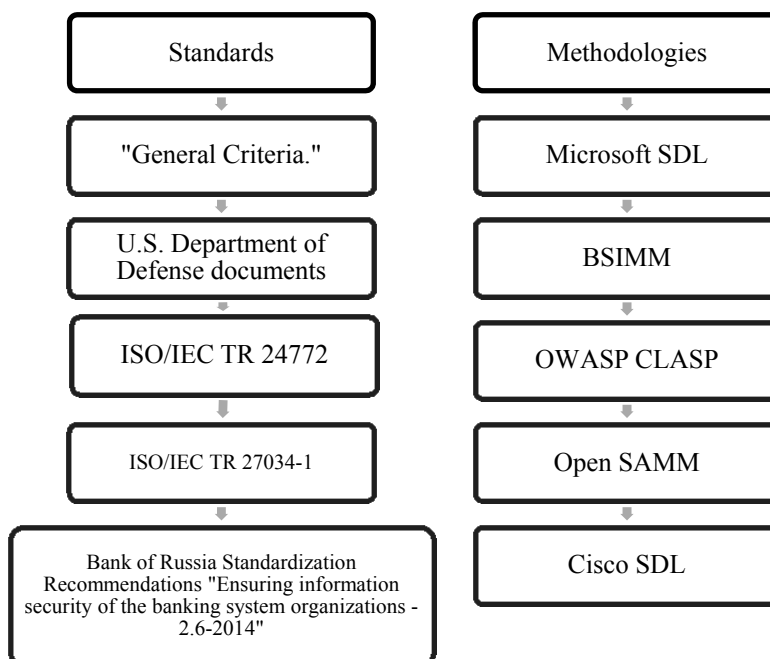 Standards
"General Criteria."
U.S. Department of
Defense documents
ISO/IEC TR 24772
ISO/IEC TR 27034-1
Bank of Russia Standardization
Recommendations "Ensuring information
security of the banking system organizations -
2.6-2014"
Methodologies
Microsoft SDL
BSIMM
OWASP CLASP
Open SAMM
Cisco SDL